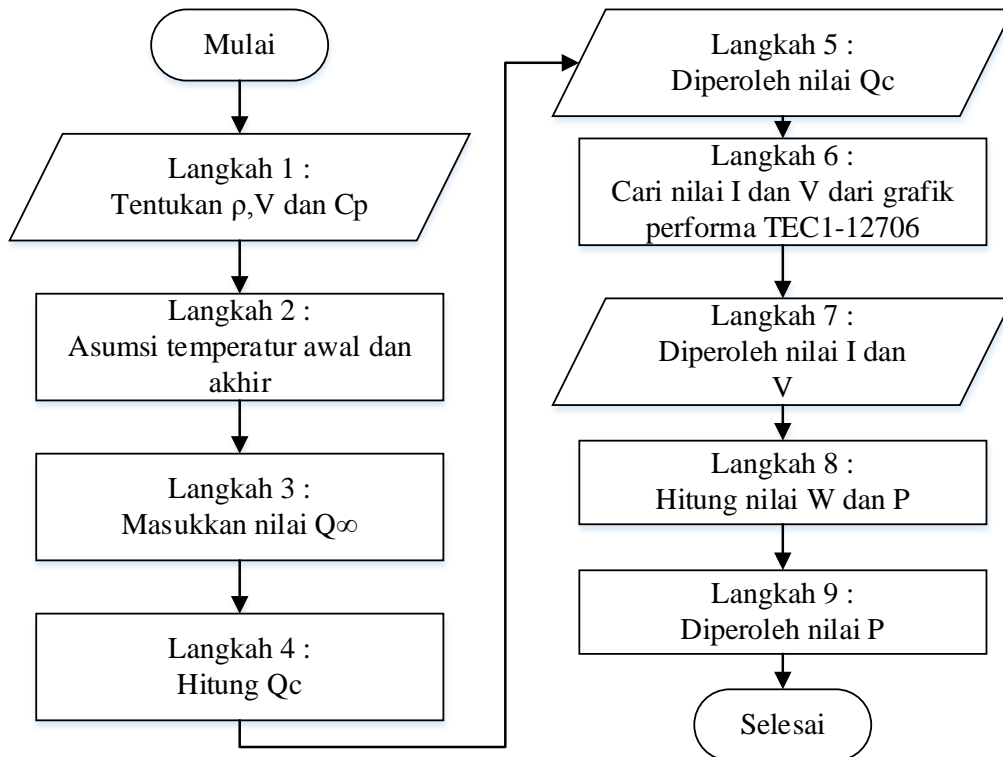 Mulai
Langkah 1 :
Tentukan ρ,V dan Cp
Langkah 2 :
Asumsi temperatur awal dan
akhir
Langkah 3 :
Masukkan nilai Q∞
Langkah 4 :
Hitung Qc
Langkah 5 :
Diperoleh nilai Qc
Langkah 6 :
Cari nilai I dan V dari grafik
performa TEC1-12706
Langkah 7 :
Diperoleh nilai I dan
V
Langkah 8 :
Hitung nilai W dan P
Langkah 9 :
Diperoleh nilai P
Selesai